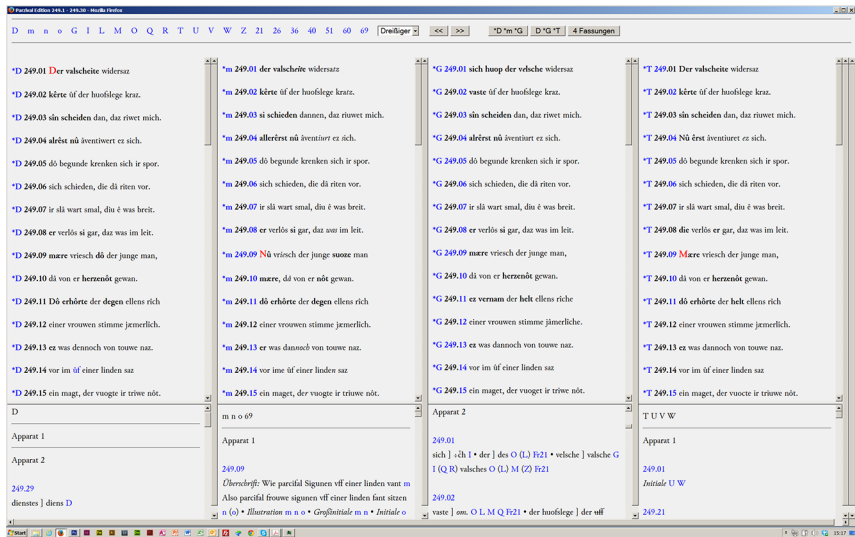 Parzival Edition 249.1 - 249.30 - Mozilla Firefox
D m n o G I L M O Q R T U V W Z 21 26 36 40 51 60 69 Dreißiger << >> *D *m *G D *G *T 4 Fassungen
*D 249.01 Der valscheite widersaz
*D 249.02 kêrte ûf der huofslege kraz.
*D 249.03 sîn scheiden dan, daz riwet mich.
*D 249.04 alrêst nû âventiwert ez sich.
*D 249.05 dô begunde krenken sich ir spor.
*D 249.06 sich schieden, die dâ riten vor.
*D 249.07 ir slâ wart smal, diu ê was breit.
*D 249.08 er verlôs si gar, daz was im leit.
*D 249.09 mære vriesch dô der junge man,
*D 249.10 dâ von er herzenôt gewan.
*D 249.11 Dô erhôrte der degen ellens rîch
*D 249.12 einer vrouwen stimme jæmerlîch.
*D 249.13 ez was dennoch von touwe naz.
*D 249.14 vor im ûf einer linden saz
*D 249.15 ein magt, der vuogte ir triwe nôt.
D
Apparat 1
Apparat 2
249.29
dienstes ] diens D
*m 249.01 der valscheite widersatz
*m 249.02 kêrte ûf der huofslege kratz.
*m 249.03 si schieden dannen, daz riuwet mich.
*m 249.04 allerêrst nû âventiurt ez sich.
*m 249.05 dô begunde krenken sich ir spor.
*m 249.06 sich schieden, die dâ riten vor.
*m 249.07 ir slâ wart smal, diu ê was breit.
*m 249.08 er verlôs si gar, daz was im leit.
*m 249.09 Nû vriesch der junge suoze man
*m 249.10 mære, dâ von er nôt gewan.
*m 249.11 dô erhôrte der degen ellens rîch
*m 249.12 einer vrouwen stimme jæmerlîch.
*m 249.13 er was dannoch von touwe naz.
*m 249.14 vor ime ûf einer linden saz
*m 249.15 ein maget, der vuogte ir triuwe nôt.
m n o 69
Apparat 1
249.09
Überschrift: Wie parcifal Sigunen vff einer linden vant m
Also parcifal frouwe sigunen vff einer linden fant sitzen
n (o) • Illustration m n o • Großinitiale m n • Initiale o
*G 249.01 sich huop der velsche widersaz
*G 249.02 vaste ûf der huofslege kraz.
*G 249.03 sîn scheiden dan, daz riuwet mich.
*G 249.04 alrêrst nû âventiurt ez sich.
*G 249.05 dô begunde krenken sich ir spor.
*G 249.06 sich schieden, die dâ riten vor.
*G 249.07 ir slâ wart smal, diu ê was breit.
*G 249.08 er verlôs si gar, daz was im leit.
*G 249.09 mære vriesch der junge man,
*G 249.10 dâ von er herzenôt gewan.
*G 249.11 ez vernam der helt ellens rîche
*G 249.12 einer vrouwen stimme jâmerlîche.
*G 249.13 ez was dannoch von touwe naz.
*G 249.14 vor im ûf einer linden saz
*G 249.15 ein maget, der vuoget ir triwe nôt.
Apparat 2
249.01
I • der ] des O (L) Fr21 • velsche ] valsche G
I (Q R) valsches O (L) M (Z) Fr21
249.02
vaste ] om. O L M Q Fr21 • der huofslege ] der uff
*T 249.01 Der valscheite widersaz
*T 249.02 kêrte ûf der huofslege kraz.
*T 249.03 sîn scheiden dan, daz riuwet mich.
*T 249.04 Nû êrst âventiuret ez sich.
*T 249.05 dô begunde krenken sich ir spor.
*T 249.06 sich schieden, die dâ riten vor.
*T 249.07 ir slâ wart smal, diu ê was breit.
*T 249.08 die verlôs er gar, daz was im leit.
*T 249.09 Mære vriesch der junge man,
*T 249.10 dâ von er herzenôt gewan.
*T 249.11 dô erhôrte der helt ellens rîch
*T 249.12 einer vrouwen stimme jæmerlîch.
*T 249.13 ez was dannoch von touwe naz.
*T 249.14 vor im ûf einer linden saz
*T 249.15 ein maget, der vuocte ir triuwe nôt.
T U V W
Apparat 1
249.01
Initiale U W
249.21
Start
15:17